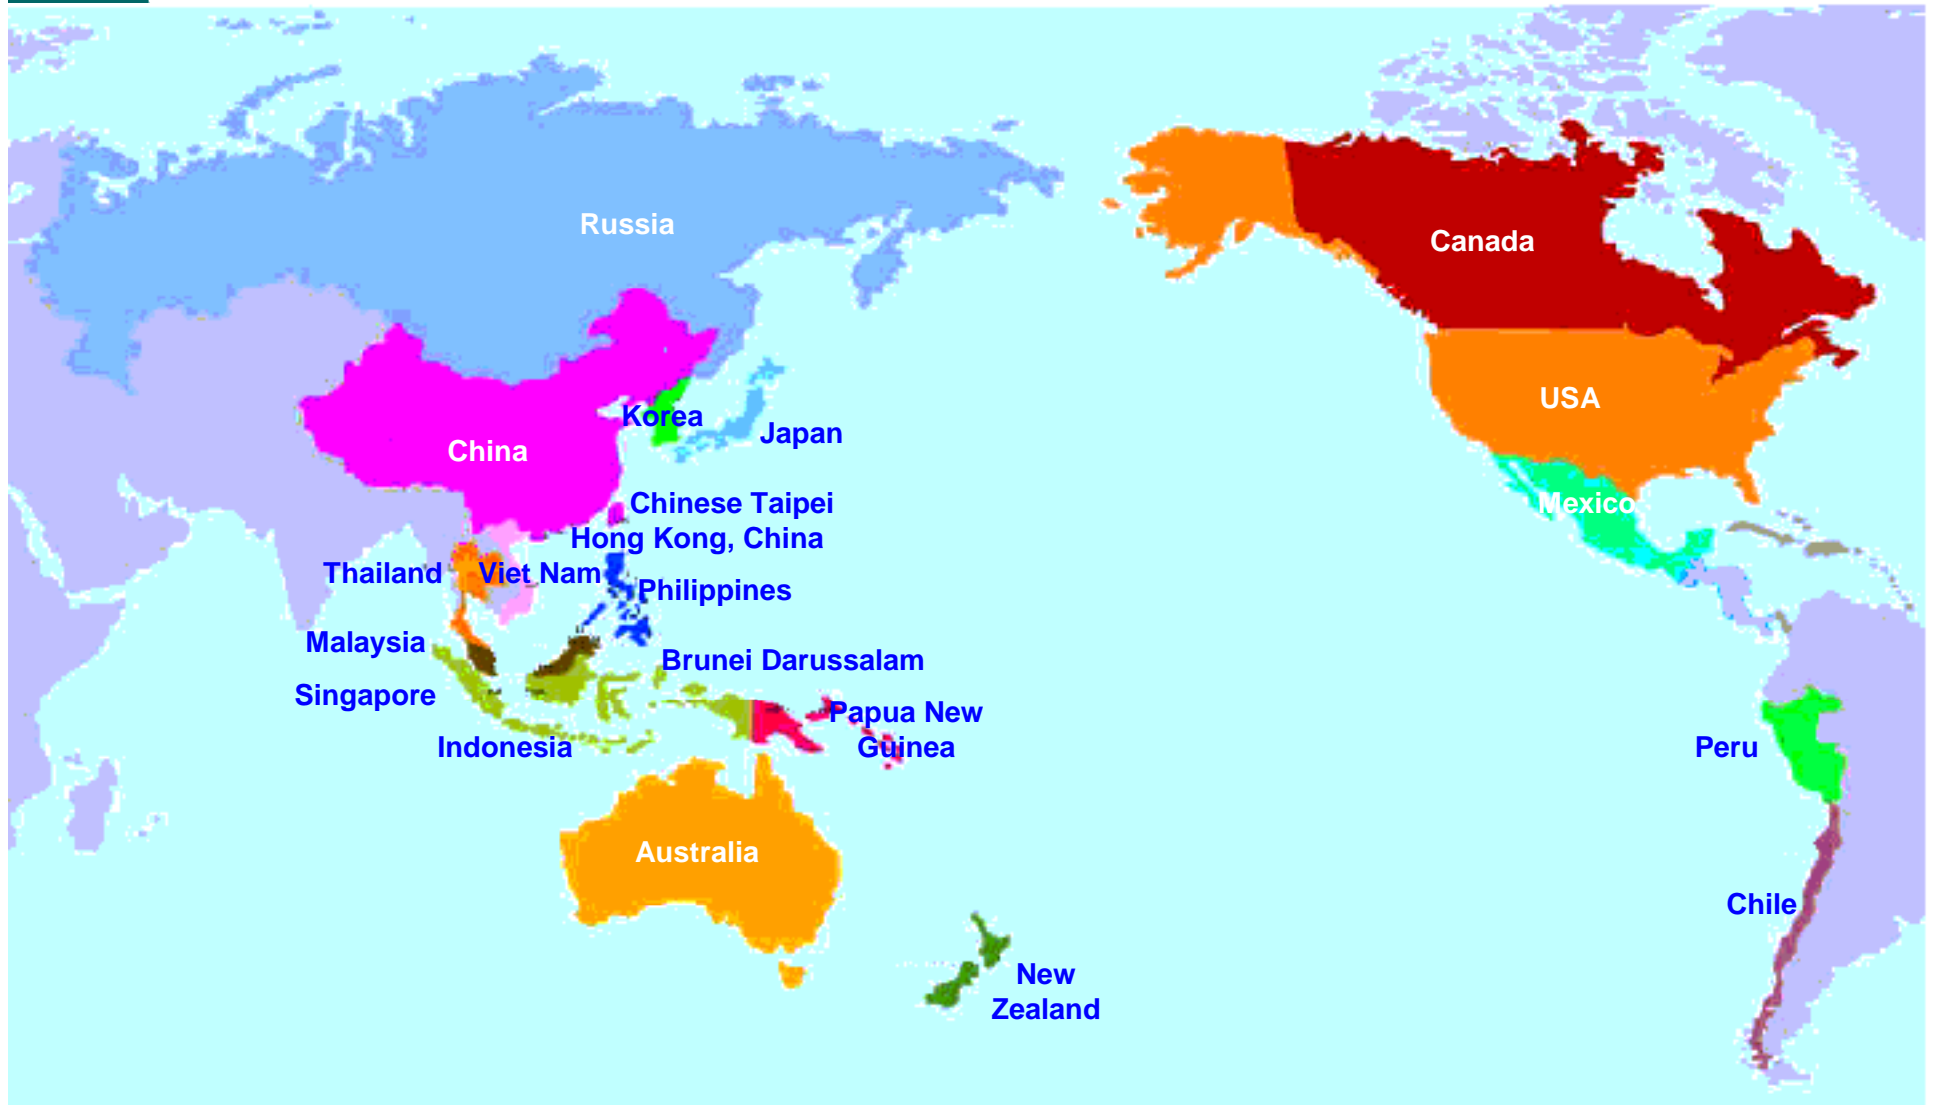 Russia
Canada
USA
Korea
Japan
China
Mexico
Chinese Taipei
Hong Kong, China
Thailand
Viet Nam
Philippines
Malaysia
Brunei Darussalam
Singapore
Papua New
Guinea
Indonesia
Peru
Australia
Chile
New
Zealand